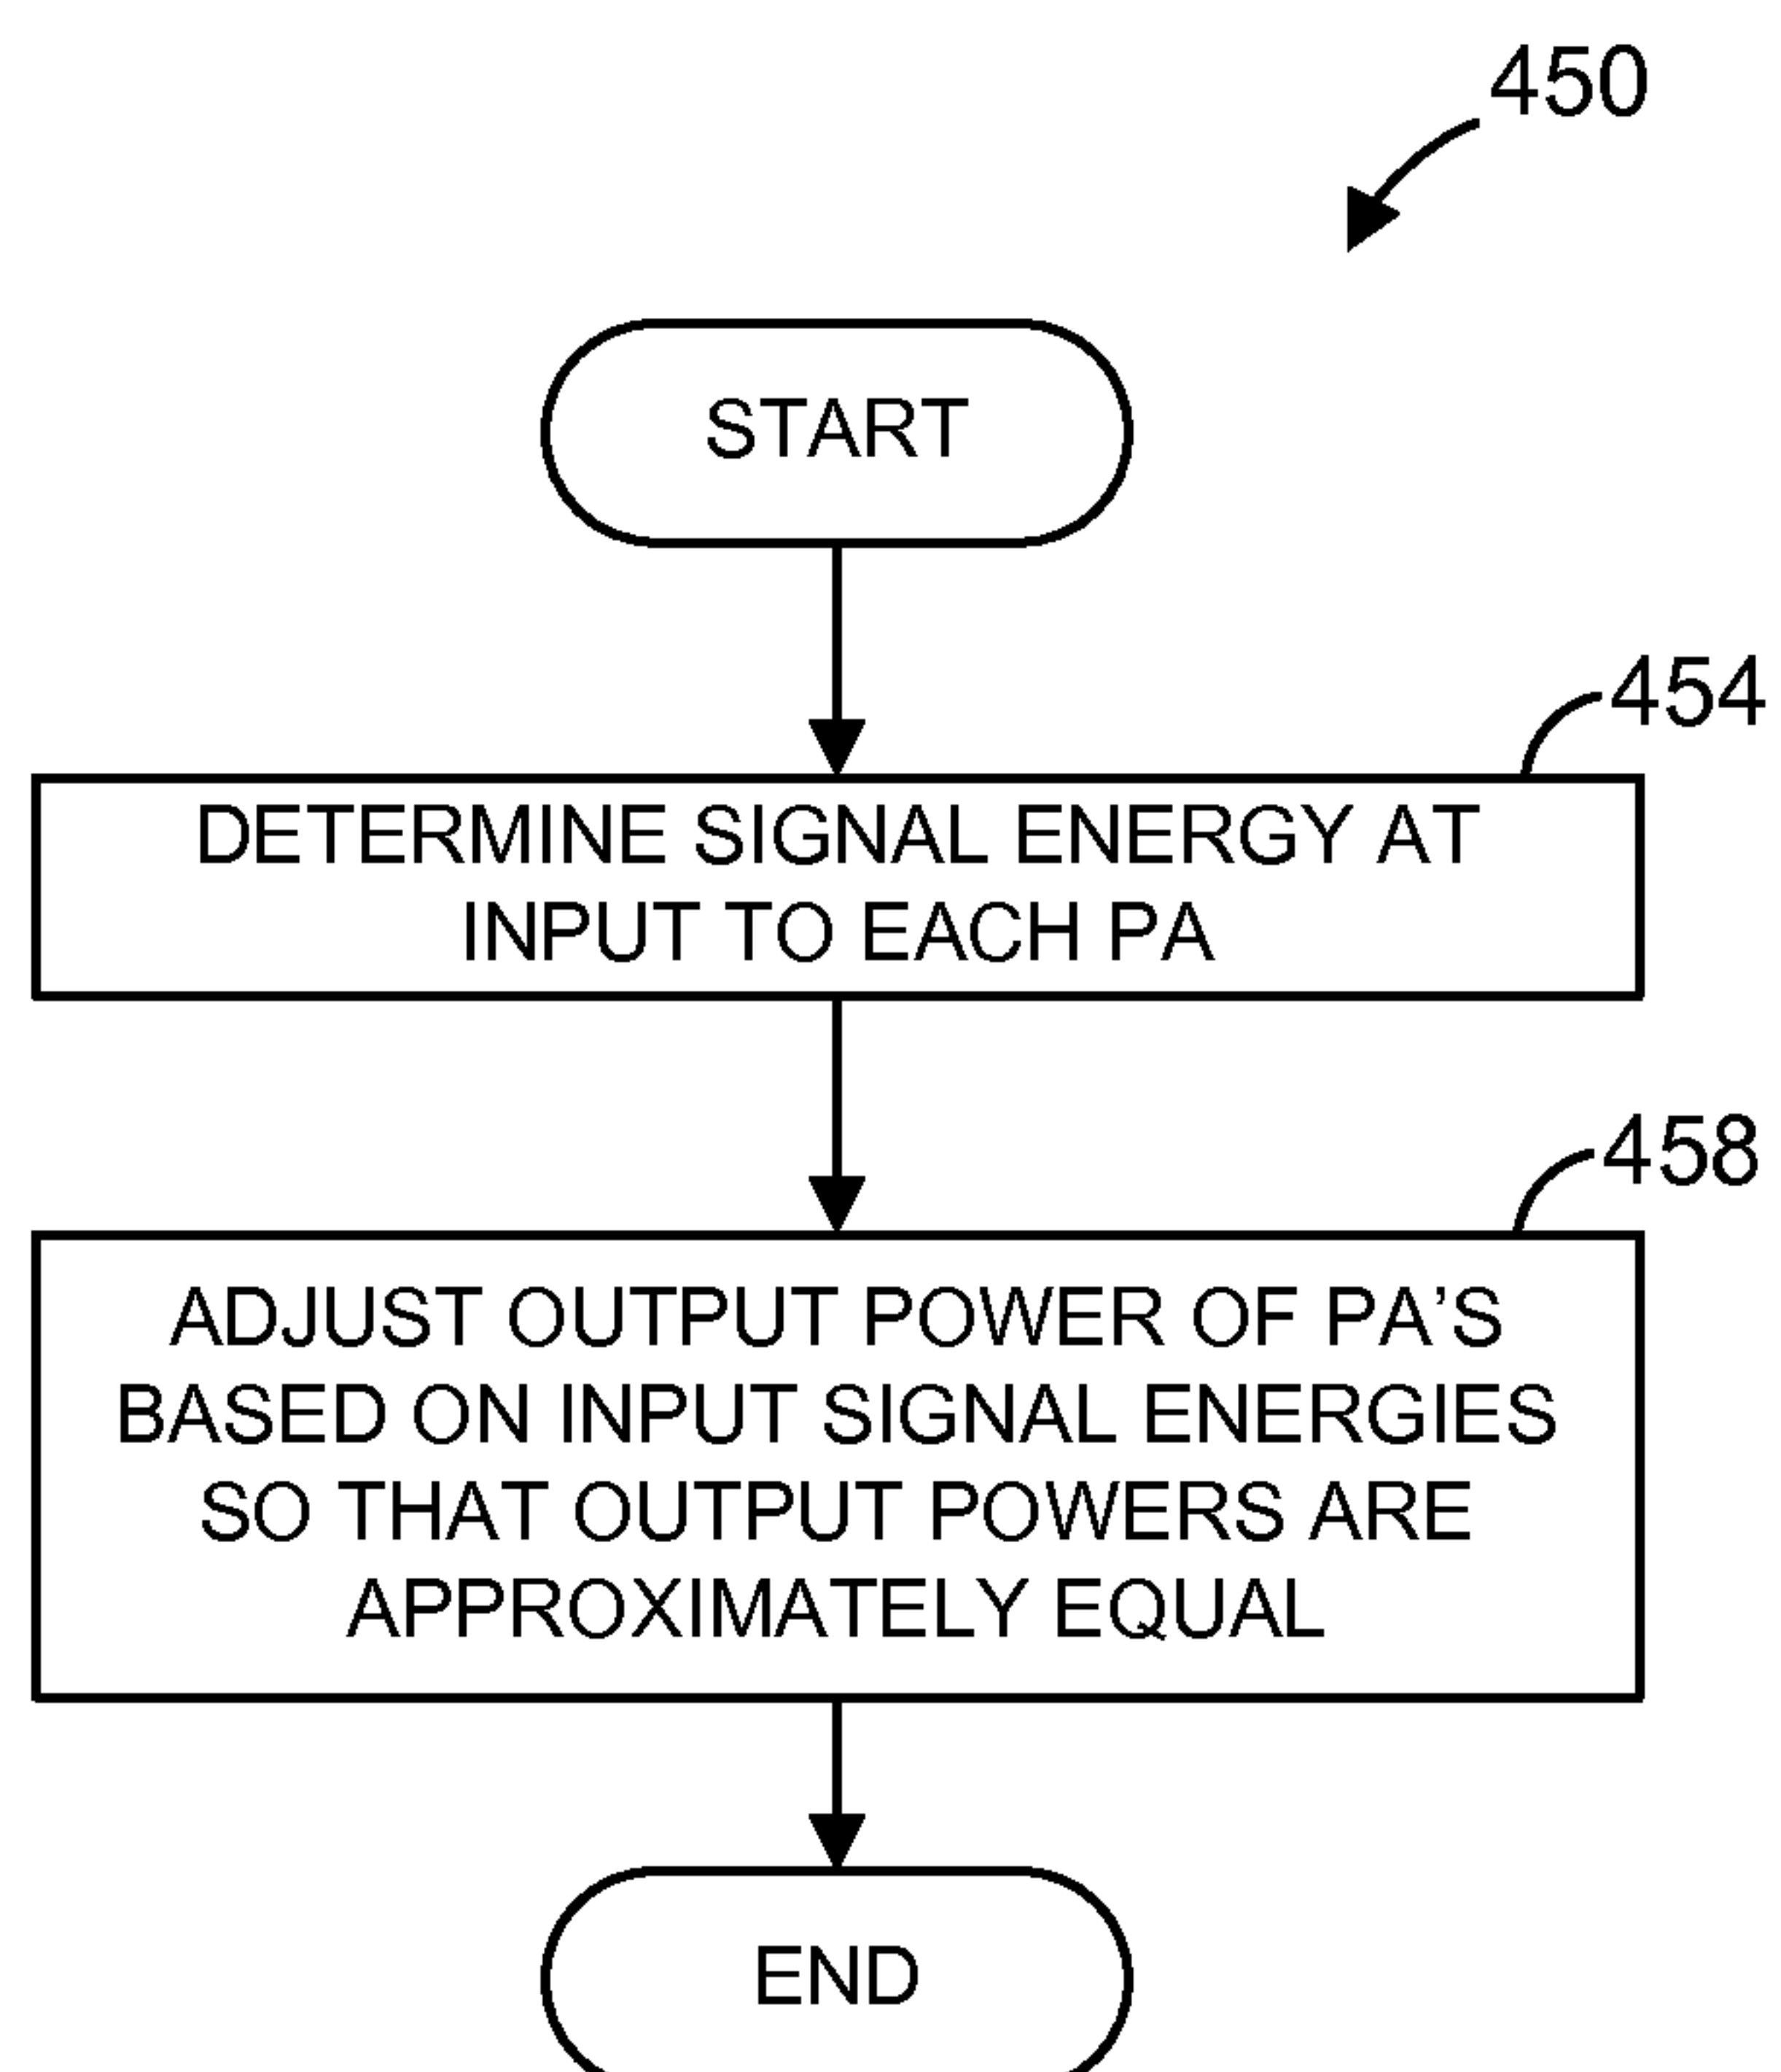 450
START
454
DETERMINE SIGNAL ENERGY AT
INPUT TO EACH PA
458
ADJUST OUTPUT POWER OF PA'S
BASED ON INPUT SIGNAL ENERGIES
SO THAT OUTPUT POWERS ARE
APPROXIMATELY EQUAL
END